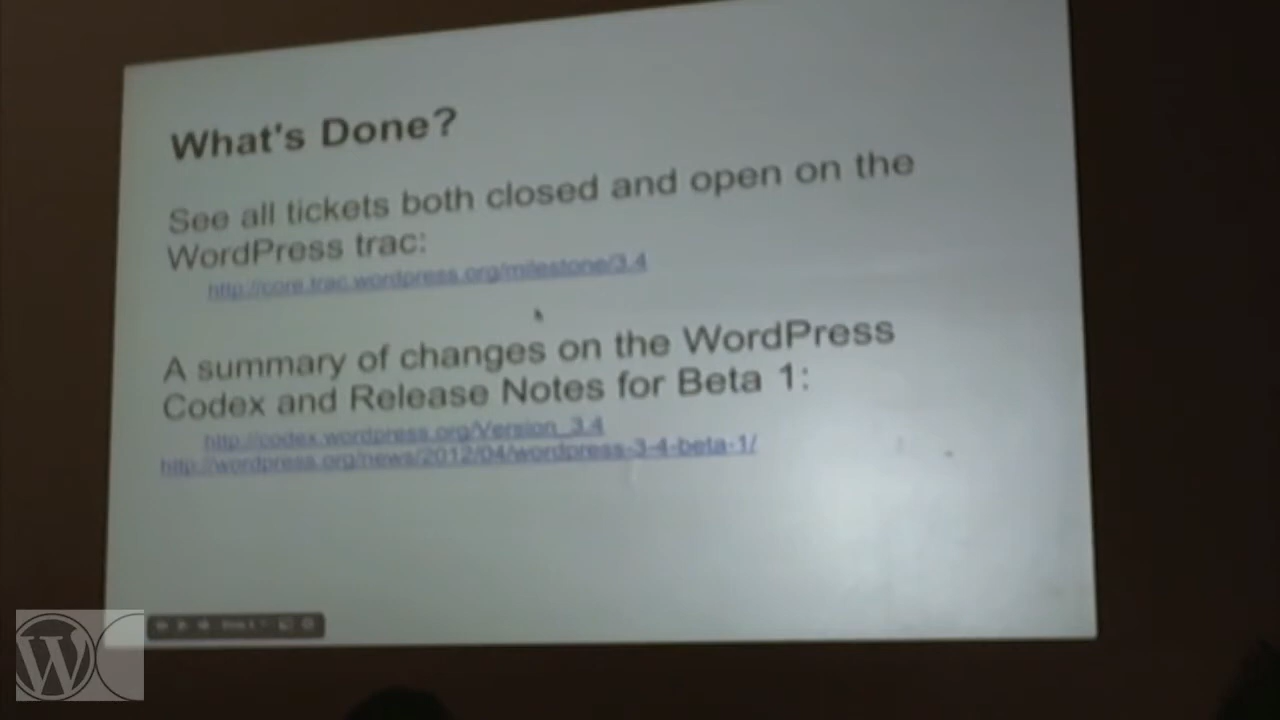 What's Done?
See all tickets both closed and open on the
WordPress trac:
http://core.trac.wordpress.org/milestone/3.4
A summary of changes on the WordPress
Codex and Release Notes for Beta 1:
http://codex.wordpress.org/Version_3.4
http://wordpress.org/news/2012/04/wordpress-3-4-beta-1/